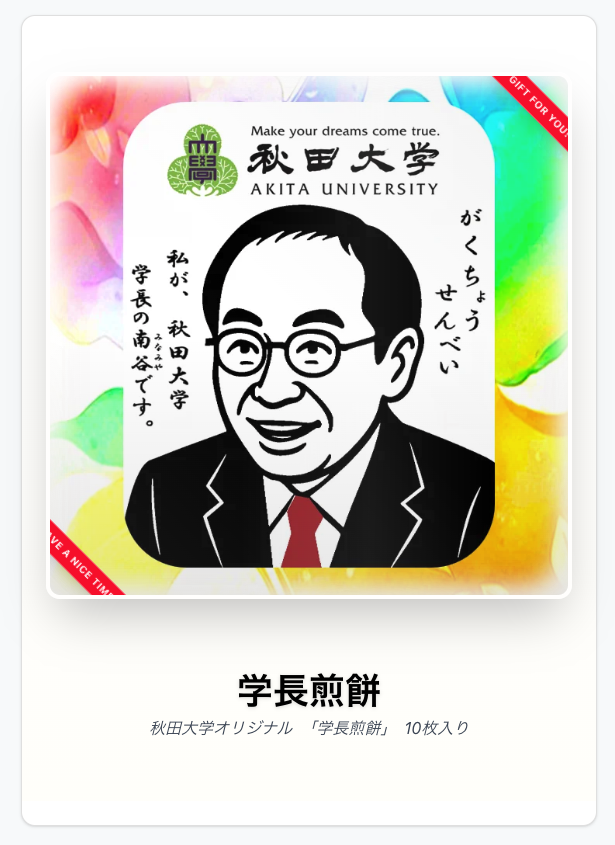 GIFT FOR YOU
Make your dreams come true.
秋田大学
AKITA UNIVERSITY
がくちょう
せんべい
私が、秋田大学
学長の南谷です。
みなみや
AVE A NICE TIM
学長煎餅
秋田大学オリジナル 「学長煎餅」 10枚入り